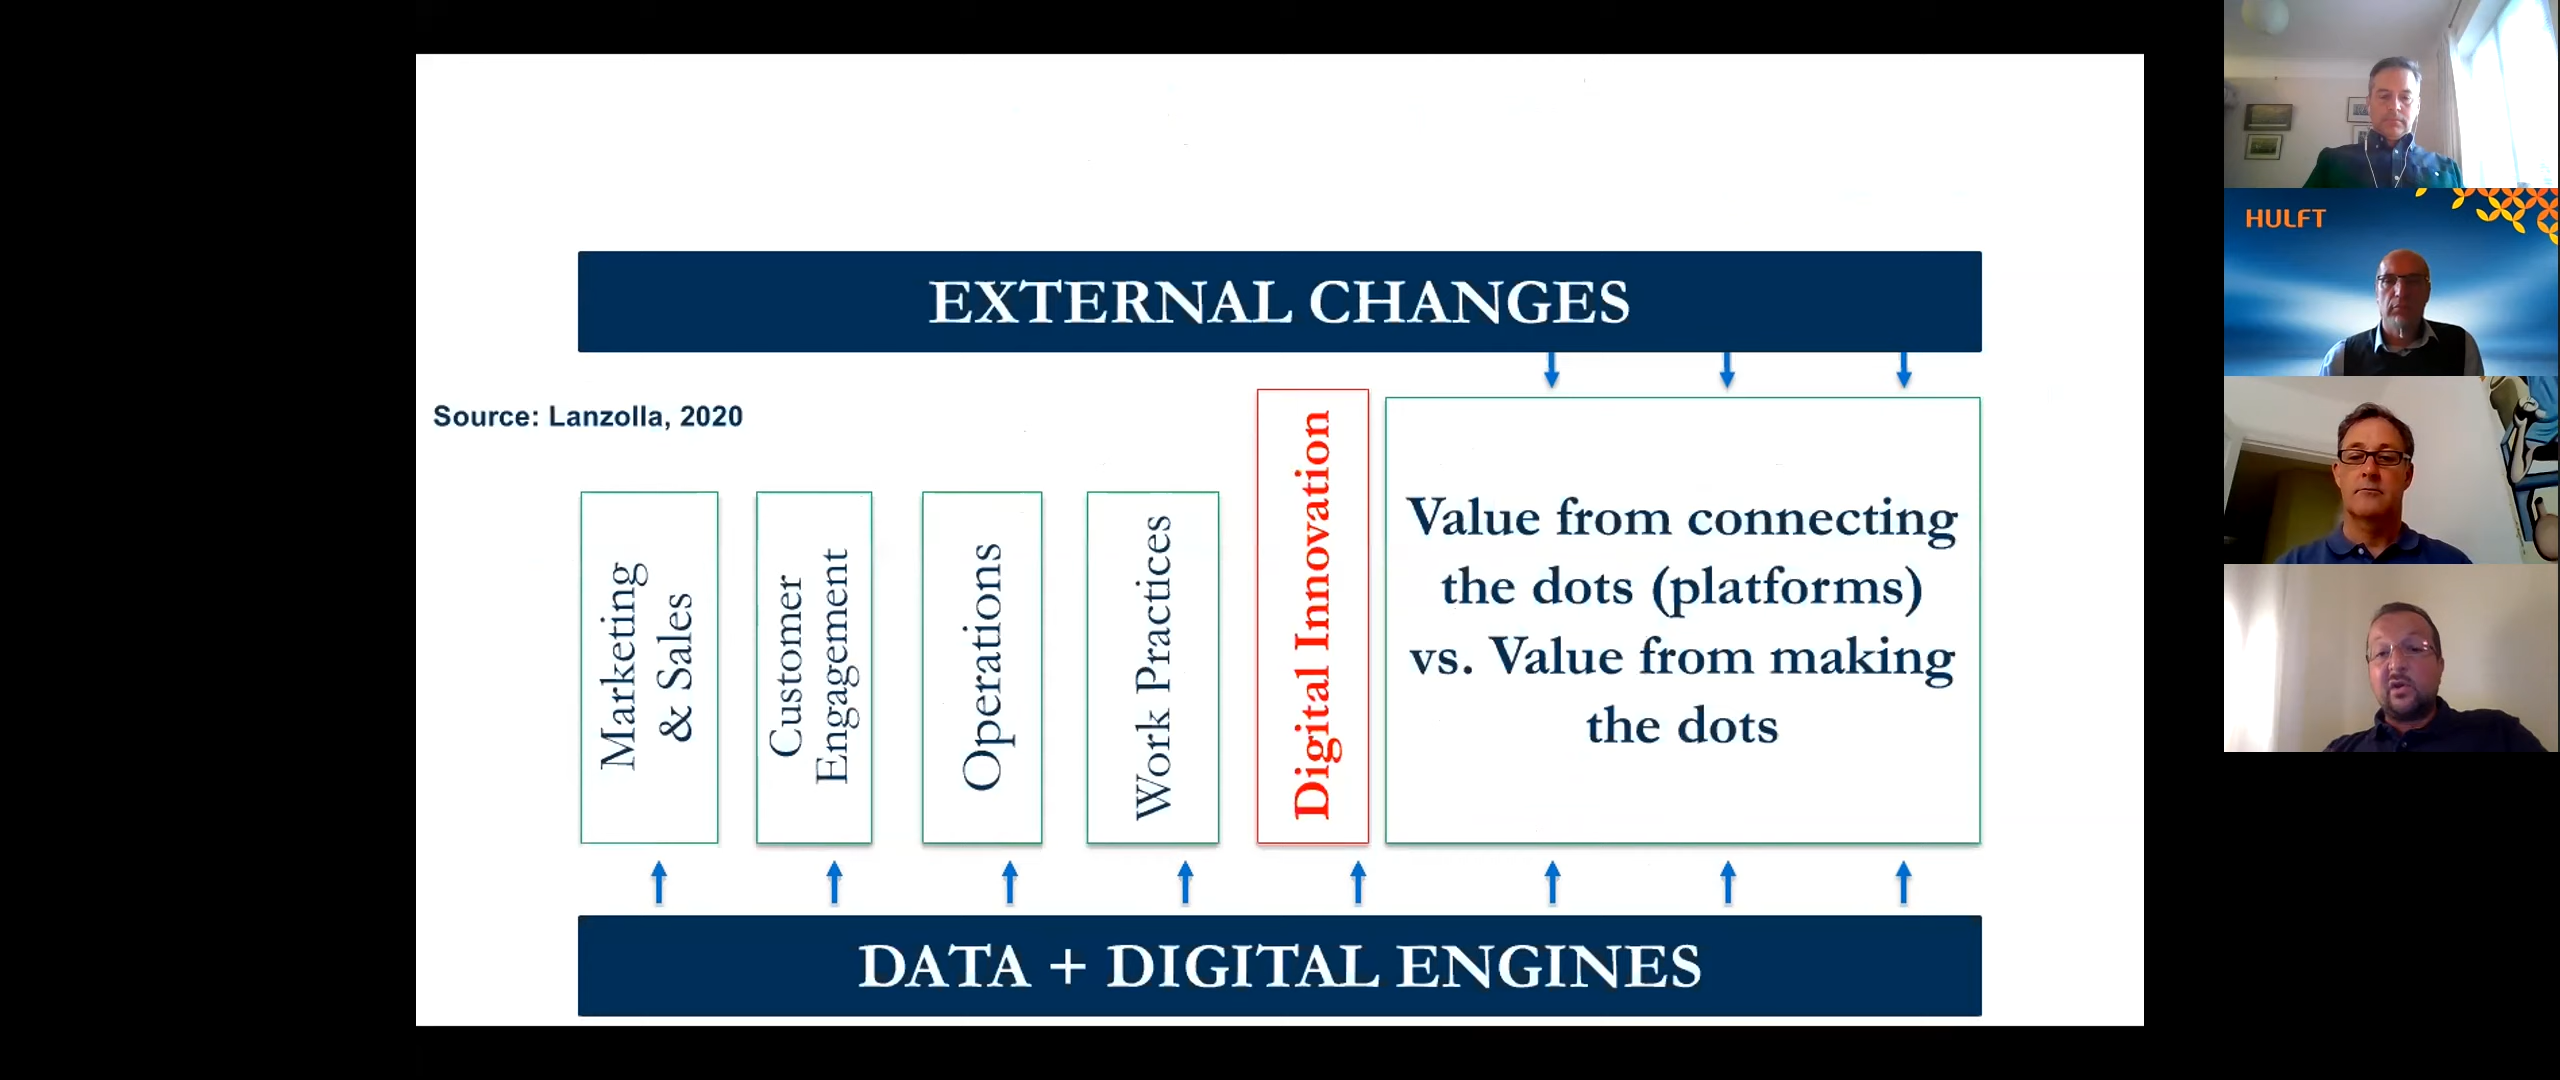 EXTERNAL CHANGES
Source: Lanzolla, 2020
Marketing
& Sales
Customer
Engagement
Operations
Work Practices
Digital Innovation
Value from connecting
the dots (platforms)
vs. Value from making
the dots
DATA + DIGITAL ENGINES
HULFT